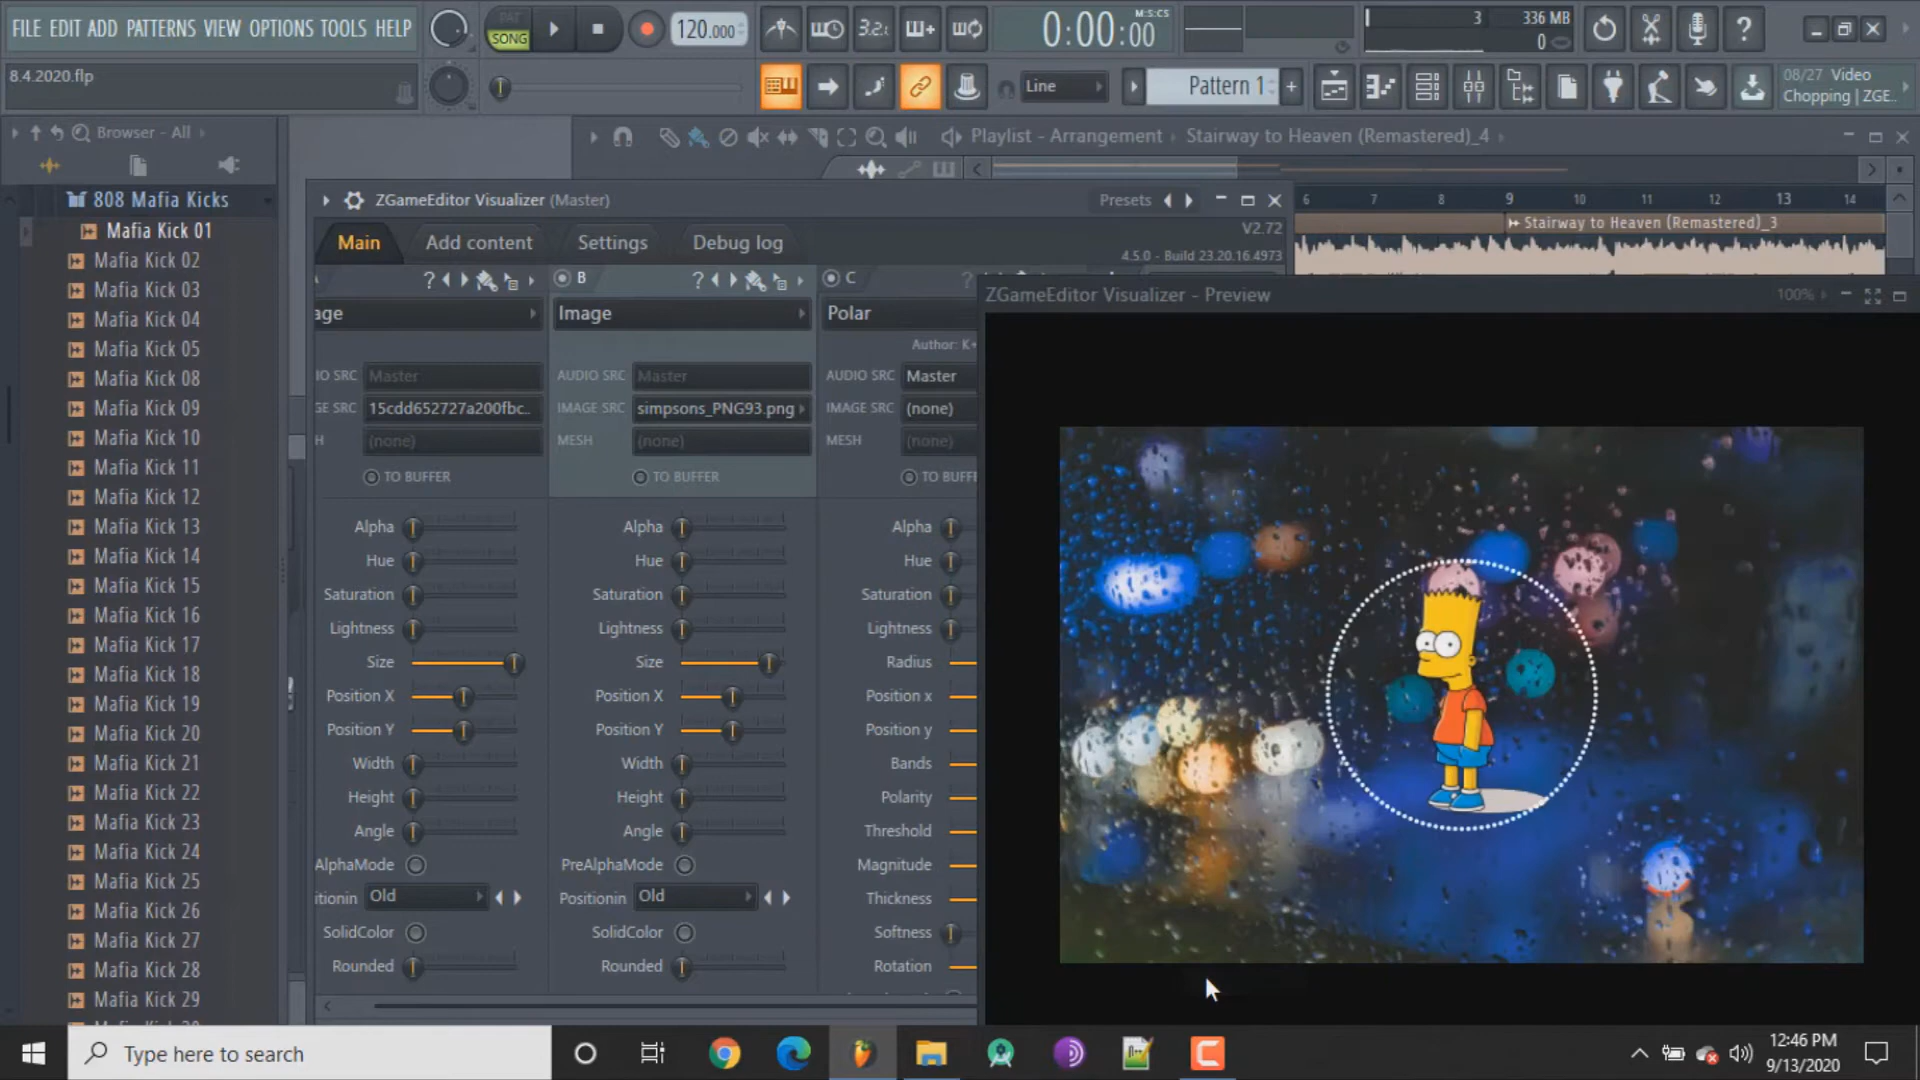 FILE EDIT ADD PATTERNS VIEW OPTIONS TOOLS HELP
PAT
SONG
120.000
3.2.
0:00:00
M:S:CS
3
336 MB
0
8.4.2020.flp
Line
Pattern 1
08/27 Video
Chopping | ZGE..
Browser - All
Playlist - Arrangement
Stairway to Heaven (Remastered)_4
808 Mafia Kicks
Mafia Kick 01
Mafia Kick 02
Mafia Kick 03
Mafia Kick 04
Mafia Kick 05
Mafia Kick 08
Mafia Kick 09
Mafia Kick 10
Mafia Kick 11
Mafia Kick 12
Mafia Kick 13
Mafia Kick 14
Mafia Kick 15
Mafia Kick 16
Mafia Kick 17
Mafia Kick 18
Mafia Kick 19
Mafia Kick 20
Mafia Kick 21
Mafia Kick 22
Mafia Kick 23
Mafia Kick 24
Mafia Kick 25
Mafia Kick 26
Mafia Kick 27
Mafia Kick 28
Mafia Kick 29
ZGameEditor Visualizer (Master)
Presets
Main
Add content
Settings
Debug log
V2.72
4.5.0 - Build 23.20.16.4973
6 7 8 9 10 11 12 13 14
Stairway to Heaven (Remastered)_3
age
IO SRC Master
GE SRC 15cdd652727a200fbc..
H (none)
TO BUFFER
Alpha
Hue
Saturation
Lightness
Size
Position X
Position Y
Width
Height
Angle
AlphaMode
itionin Old
SolidColor
Rounded
B
Image
AUDIO SRC Master
IMAGE SRC simpsons_PNG93.png
MESH (none)
TO BUFFER
Alpha
Hue
Saturation
Lightness
Size
Position X
Position Y
Width
Height
Angle
PreAlphaMode
Positionin Old
SolidColor
Rounded
C
Polar
Author: K+
AUDIO SRC Master
IMAGE SRC (none)
MESH (none)
TO BUFF
Alpha
Hue
Saturation
Lightness
Radius
Position x
Position y
Bands
Polarity
Threshold
Magnitude
Thickness
Softness
Rotation
ZGameEditor Visualizer - Preview
100%
Type here to search
12:46 PM
9/13/2020